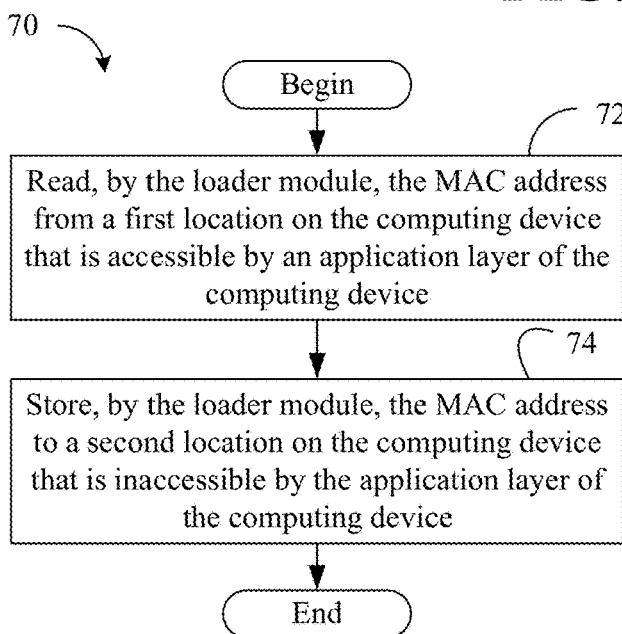 70
Begin
72
Read, by the loader module, the MAC address
from a first location on the computing device
that is accessible by an application layer of the
computing device
74
Store, by the loader module, the MAC address
to a second location on the computing device
that is inaccessible by the application layer of
the computing device
End